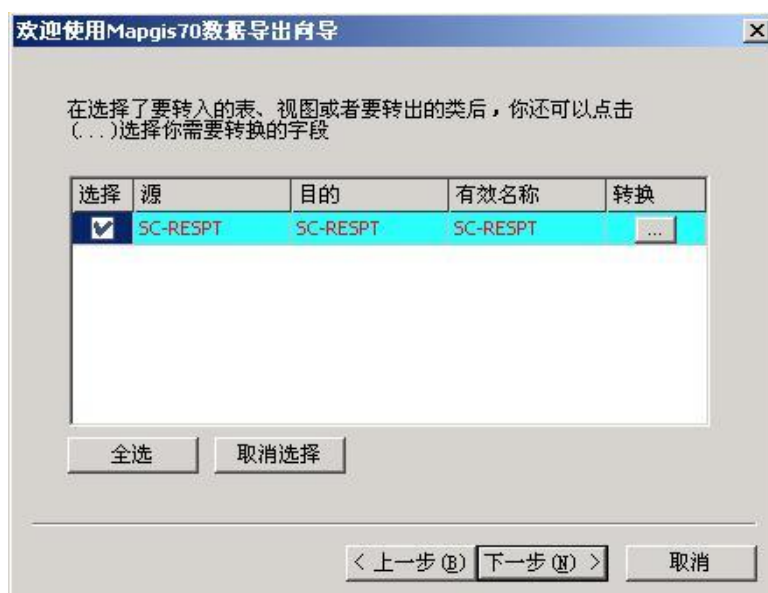 欢迎使用Mapgis70数据导出向导
在选择了要转入的表、视图或者要转出的类后，你还可以点击
(...)选择你需要转换的字段
选择 源 目的 有效名称 转换
SC-RESPT SC-RESPT SC-RESPT ...
全选 取消选择
< 上一步(B) 下一步(N) > 取消